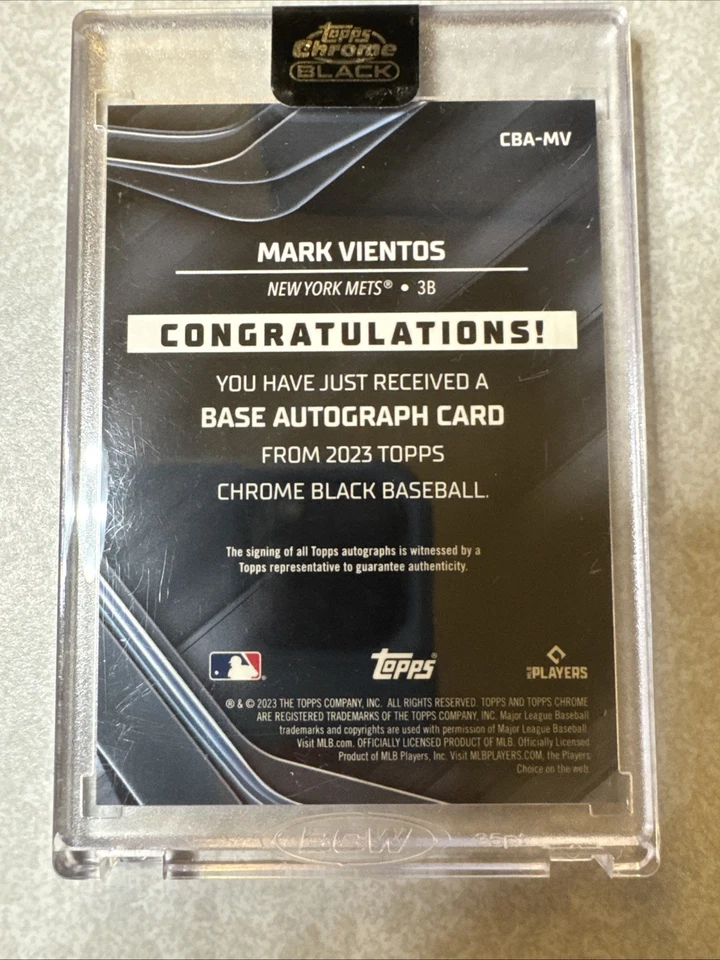 Topps
Chrome
BLACK
CBA-MV
MARK VIENTOS
NEW YORK METS® • 3B
CONGRATULATIONS!
YOU HAVE JUST RECEIVED A
BASE AUTOGRAPH CARD
FROM 2023 TOPPS
CHROME BLACK BASEBALL.
The signing of all Topps autographs is witnessed by a
Topps representative to guarantee authenticity.
Topps®
MLB PLAYERS
® & © 2023 THE TOPPS COMPANY, INC. ALL RIGHTS RESERVED. TOPPS AND TOPPS CHROME
ARE REGISTERED TRADEMARKS OF THE TOPPS COMPANY, INC. Major League Baseball
trademarks and copyrights are used with permission of Major League Baseball.
Visit MLB.com. OFFICIALLY LICENSED PRODUCT OF MLB. Officially Licensed
Product of MLB Players, Inc. Visit MLBPLAYERS.COM, the Players
Choice on the web.
BCW 35pt